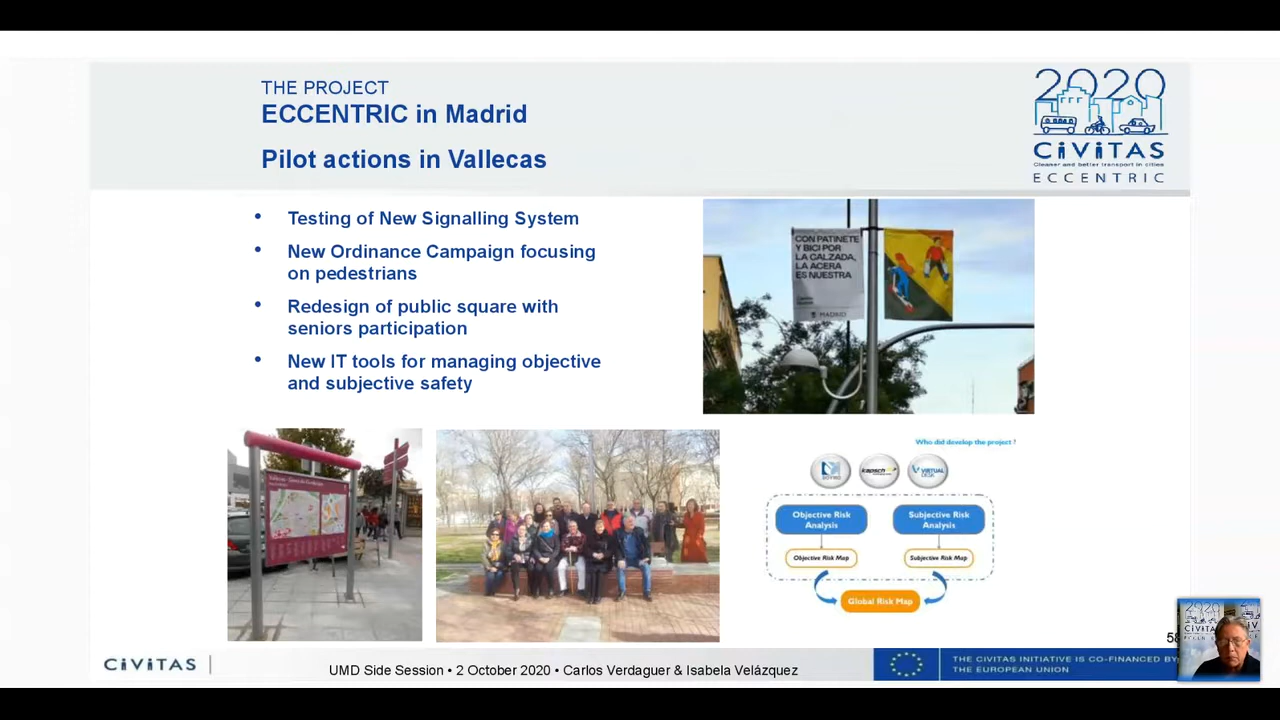 THE PROJECT
ECCENTRIC in Madrid
Pilot actions in Vallecas
2020
CiViTAS
Cleaner and better transport in cities
ECCENTRIC
• Testing of New Signalling System
• New Ordinance Campaign focusing
on pedestrians
• Redesign of public square with
seniors participation
• New IT tools for managing objective
and subjective safety
CON PATINETE
Y BICI POR
LA CALZADA,
LA ACERA
ES NUESTRA
MADRID
Who did develop the project ?
kapsch
VIRTUAL
DESK
Objective Risk
Analysis
Subjective Risk
Analysis
Objective Risk Map
Subjective Risk Map
Global Risk Map
58
CiViTAS
UMD Side Session • 2 October 2020 • Carlos Verdaguer & Isabela Velázquez
THE CIVITAS INITIATIVE IS CO-FINANCED BY
THE EUROPEAN UNION